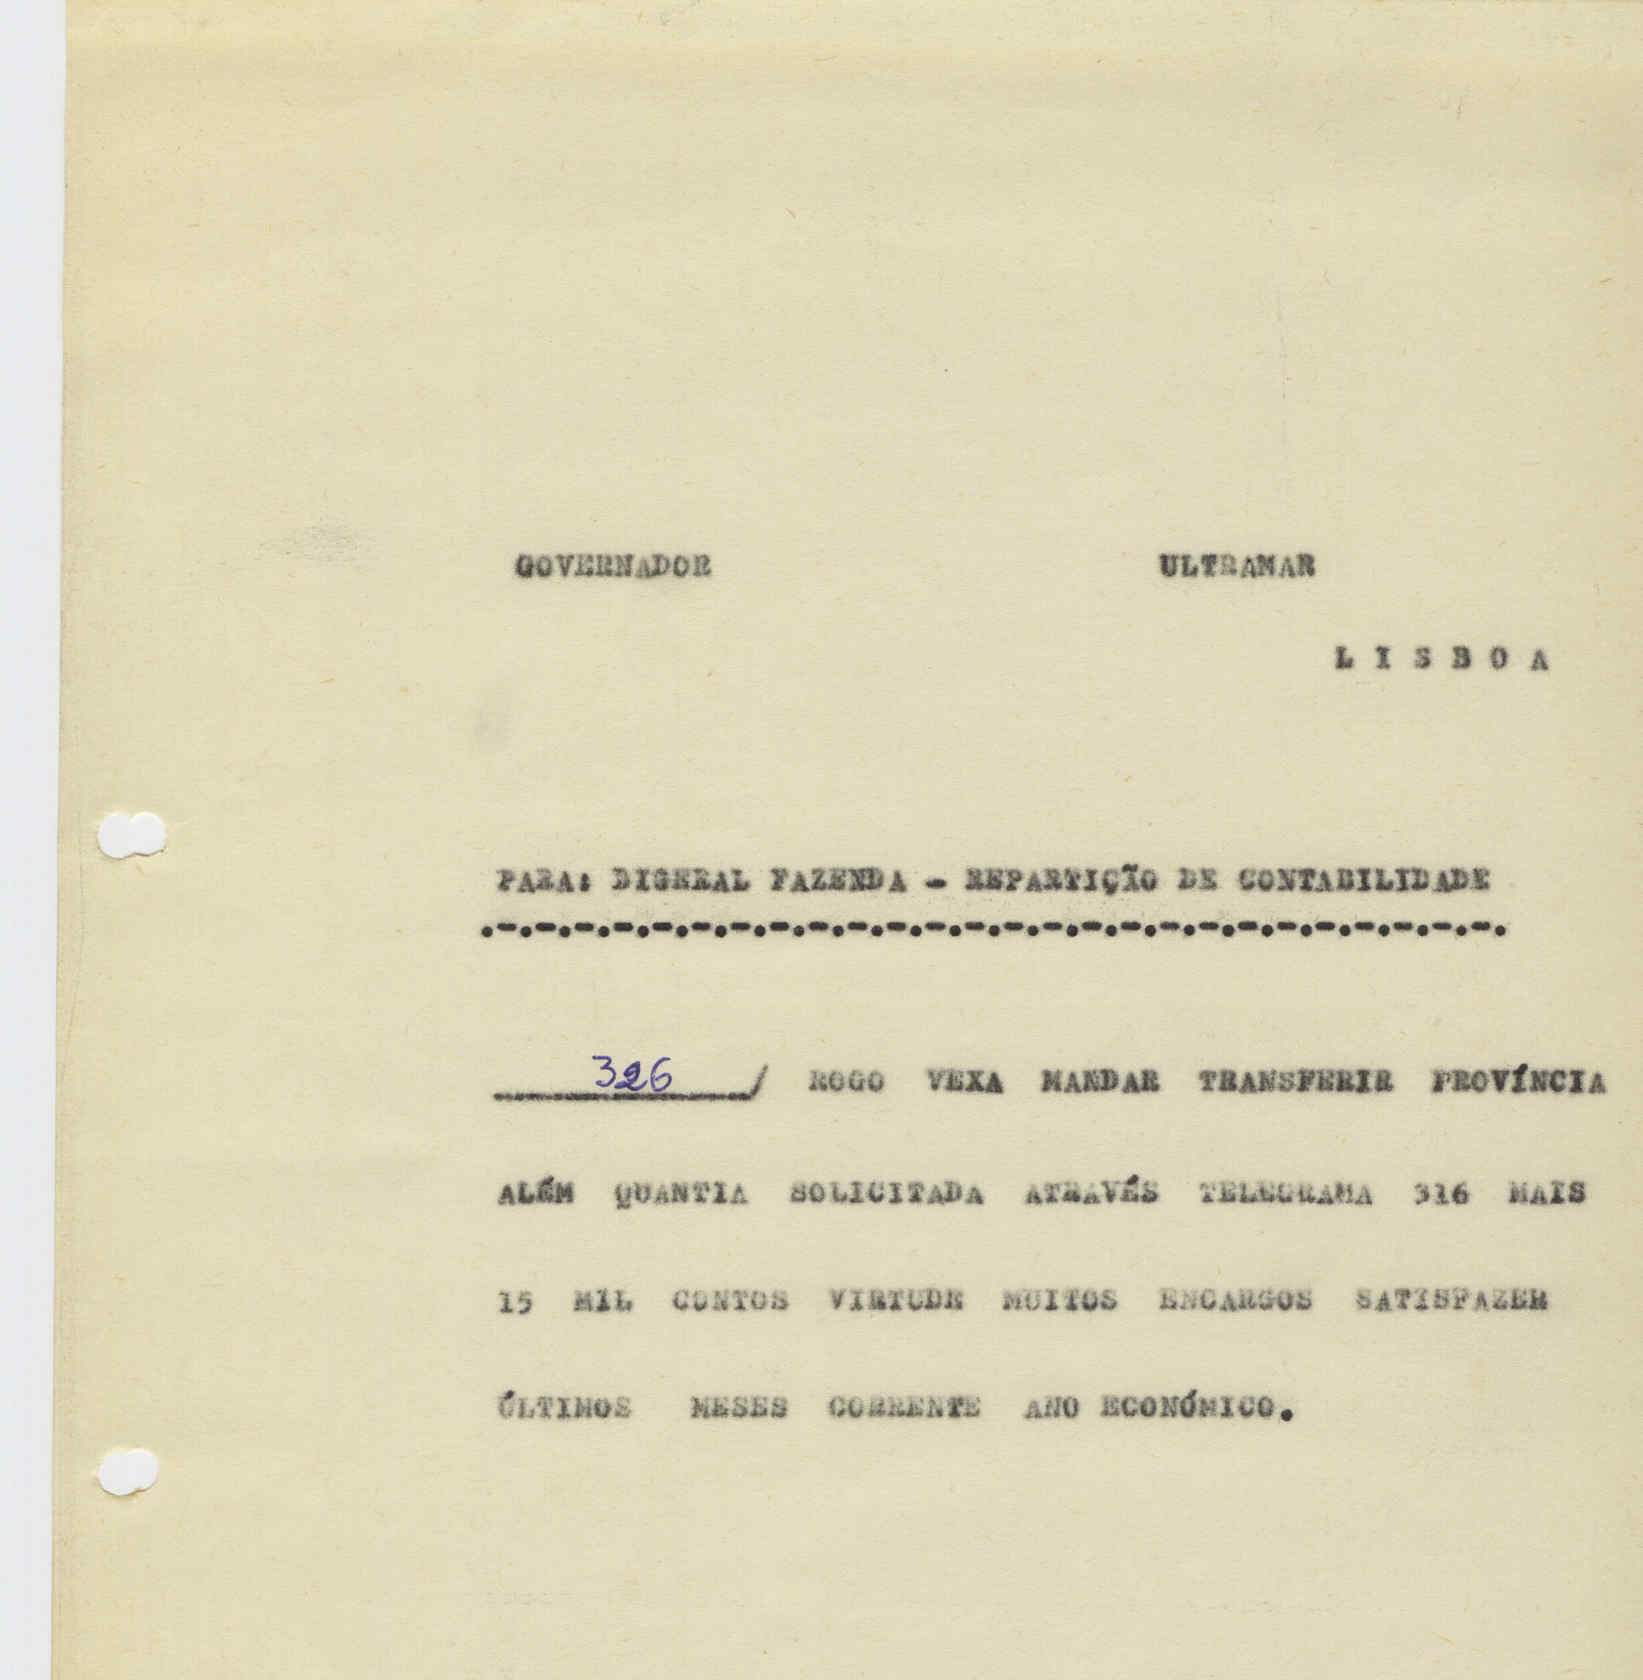 GOVERNADOR ULTRAMAR
L I S B O A
PARA: DIGERAL FAZENDA - REPARTIÇÃO DE CONTABILIDADE
.-.-.-.-.-.-.-.-.-.-.-.-.-.-.-.-.-.-.-.-.-.-.-.-.-.-.
326/ ROGO VEXA MANDAR TRANSFERIR PROVÍNCIA
ALÉM QUANTIA SOLICITADA ATRAVÉS TELEGRAMA 316 MAIS
15 MIL CONTOS VIRTUDE MUITOS ENCARGOS SATISFAZER
ÚLTIMOS MESES CORRENTE ANO ECONÓMICO.